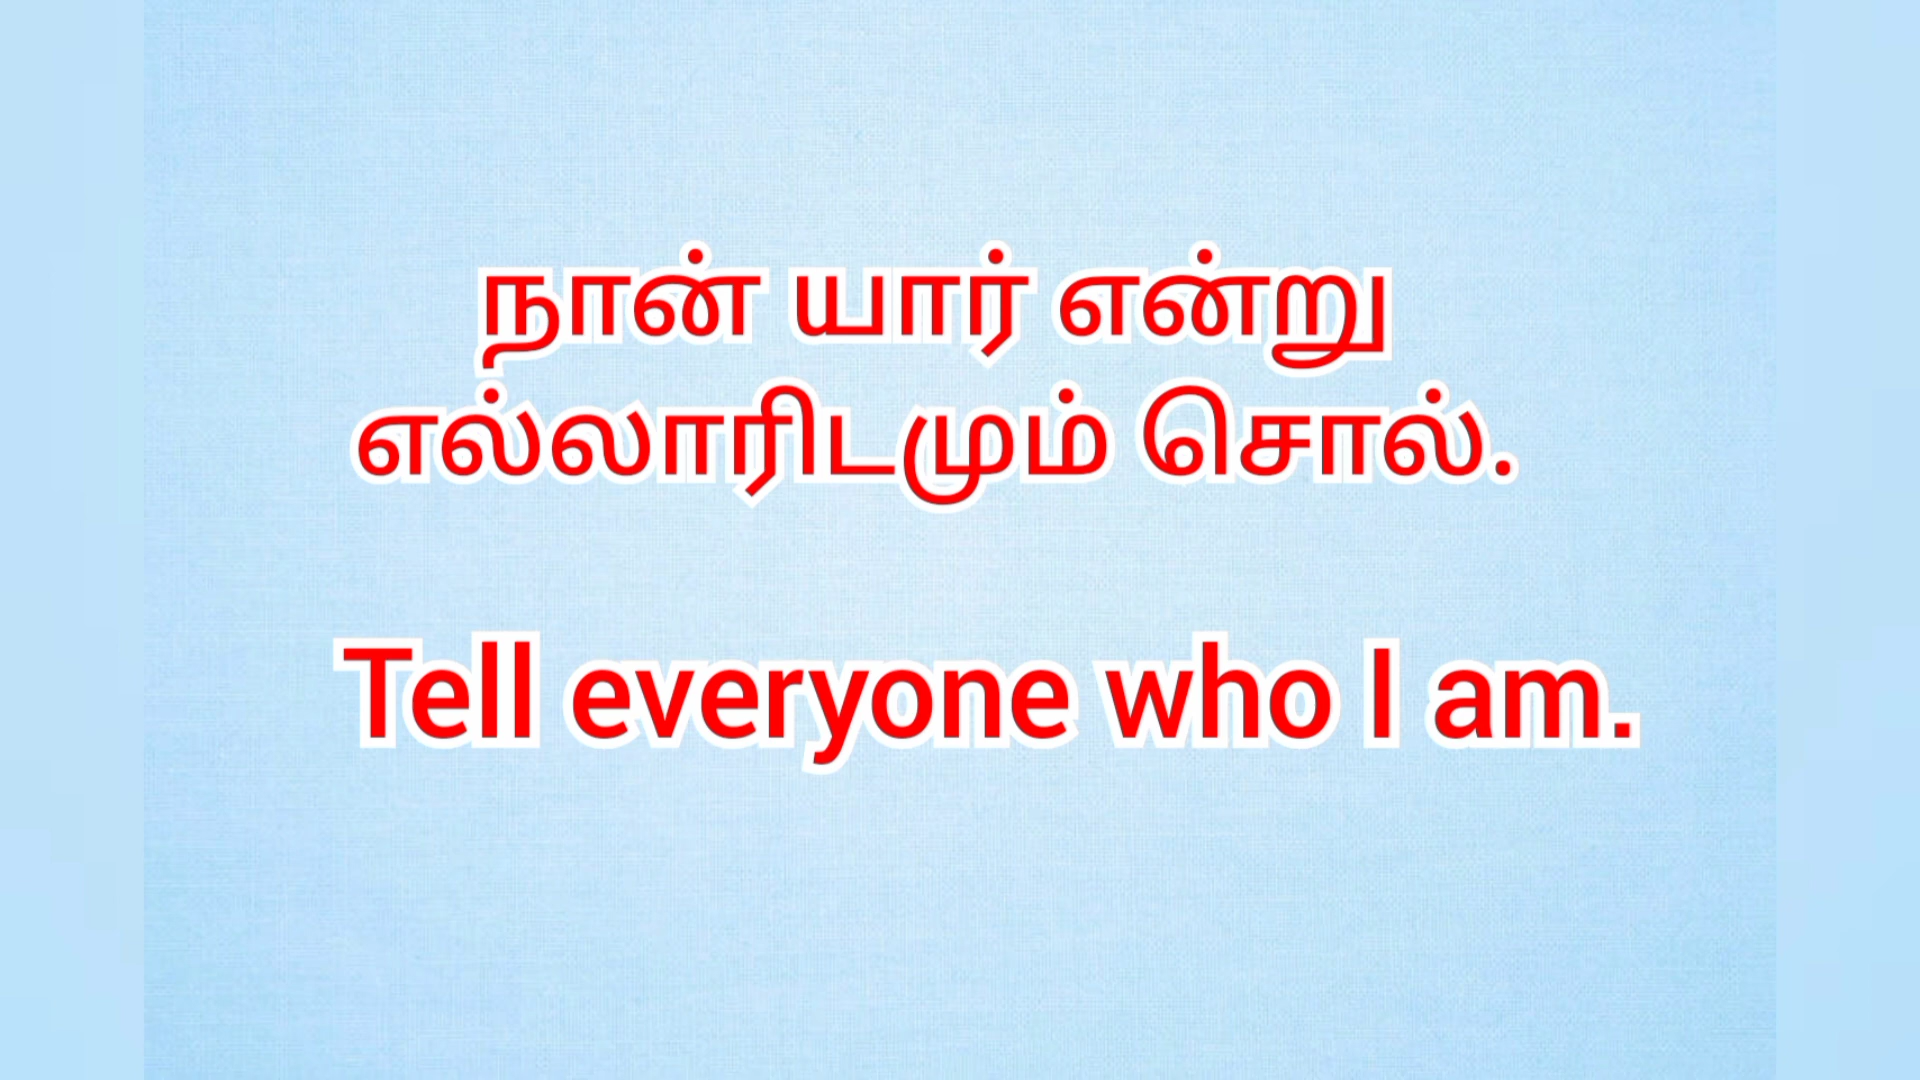 நான் யார் என்று
எல்லாரிடமும் சொல்.
Tell everyone who I am.